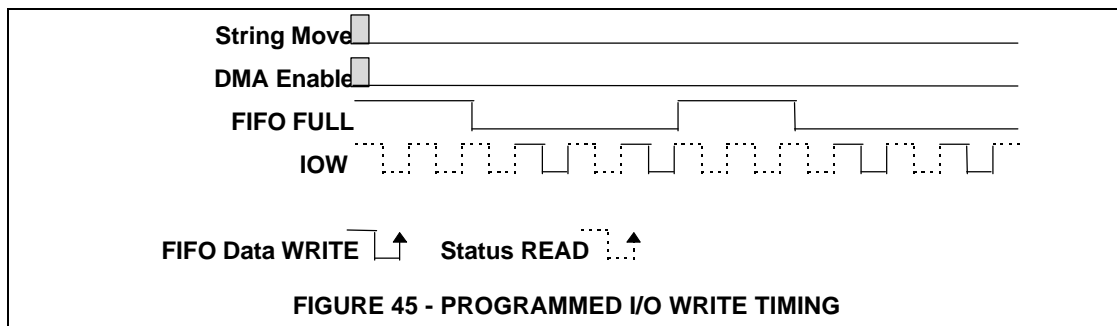 String Move
DMA Enable
FIFO FULL
IOW
FIFO Data WRITE Status READ
FIGURE 45 - PROGRAMMED I/O WRITE TIMING